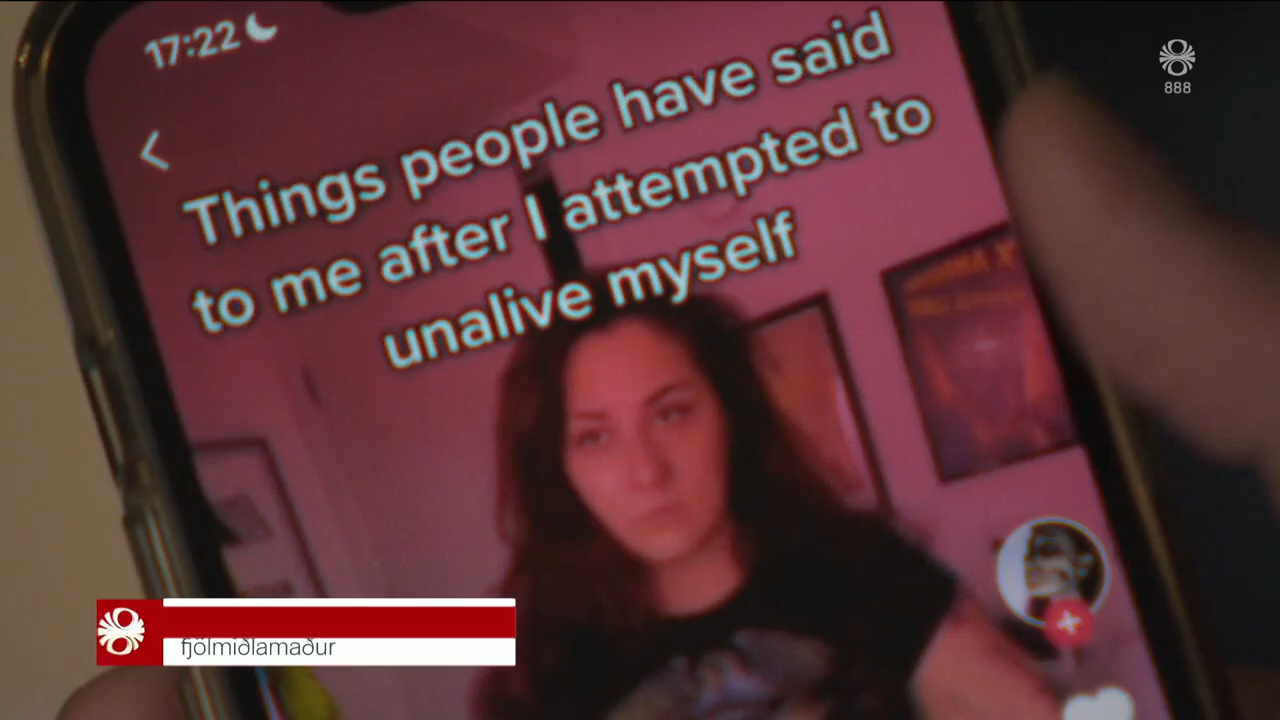 17:22
Things people have said
to me after I attempted to
unalive myself
888
fjölmiðlamaður